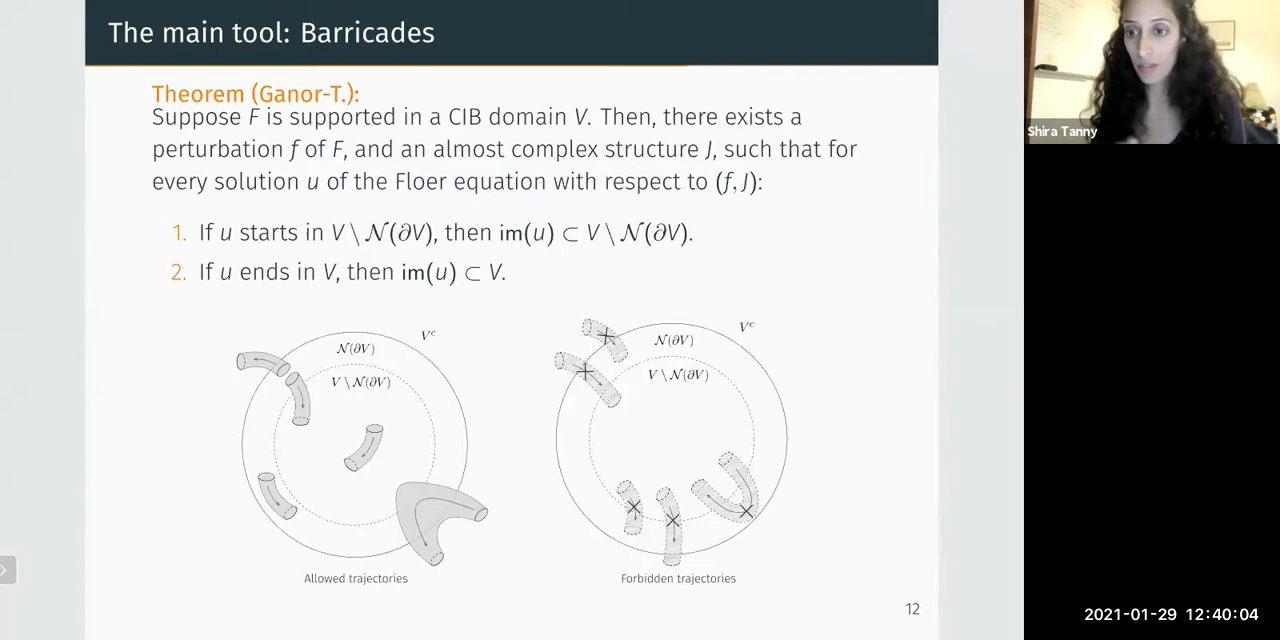 The main tool: Barricades
Theorem (Ganor-T.):
Suppose F is supported in a CIB domain V. Then, there exists a
perturbation f of F, and an almost complex structure J, such that for
every solution u of the Floer equation with respect to (f, J):
1. If u starts in V \ 𝒩(∂V), then im(u) ⊂ V \ 𝒩(∂V).
2. If u ends in V, then im(u) ⊂ V.
V^c
𝒩(∂V)
V \ 𝒩(∂V)
Allowed trajectories
V^c
𝒩(∂V)
V \ 𝒩(∂V)
Forbidden trajectories
12
Shira Tanny
2021-01-29 12:40:04